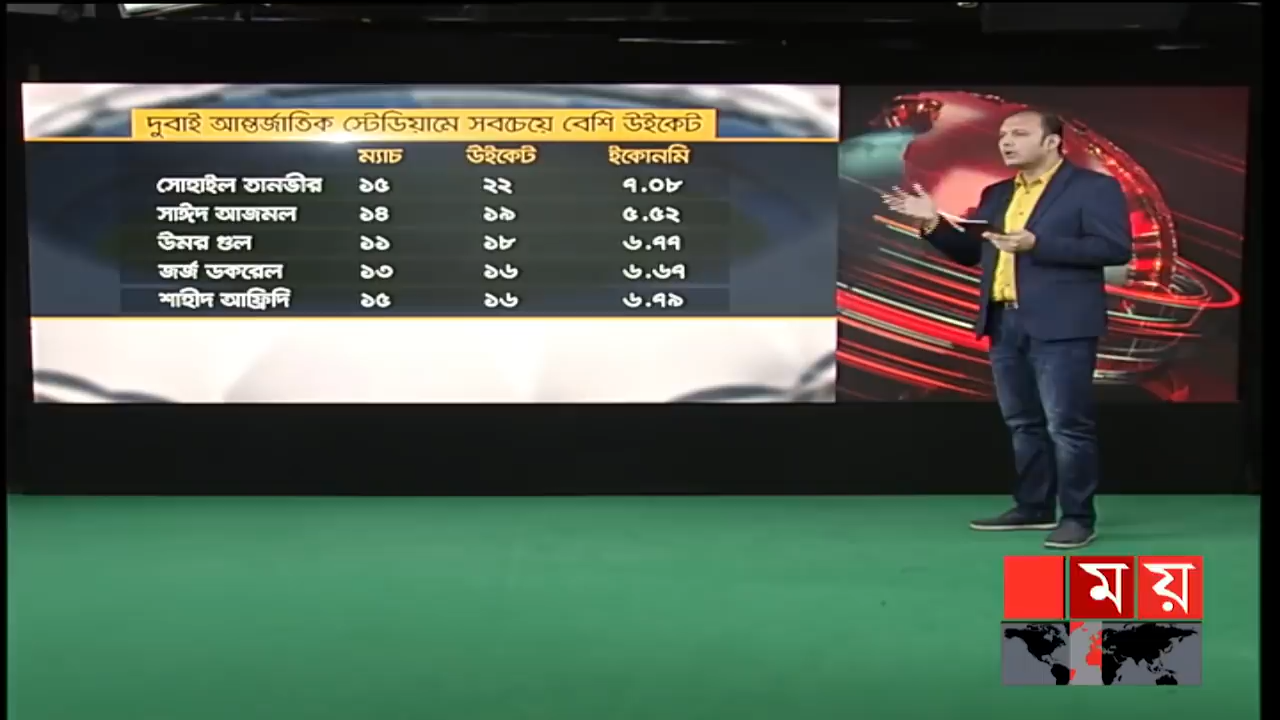 দুবাই আন্তর্জাতিক স্টেডিয়ামে সবচেয়ে বেশি উইকেট
ম্যাচ উইকেট ইকোনমি
সোহাইল তানভীর ১৫ ২২ ৭.০৮
সাঈদ আজমল ১৪ ১৯ ৫.৫২
উমর গুল ১১ ১৮ ৬.৭৭
জর্জ ডকরেল ১৩ ১৬ ৬.৬৭
শাহীদ আফ্রিদি ১৫ ১৬ ৬.৭৯
ময়